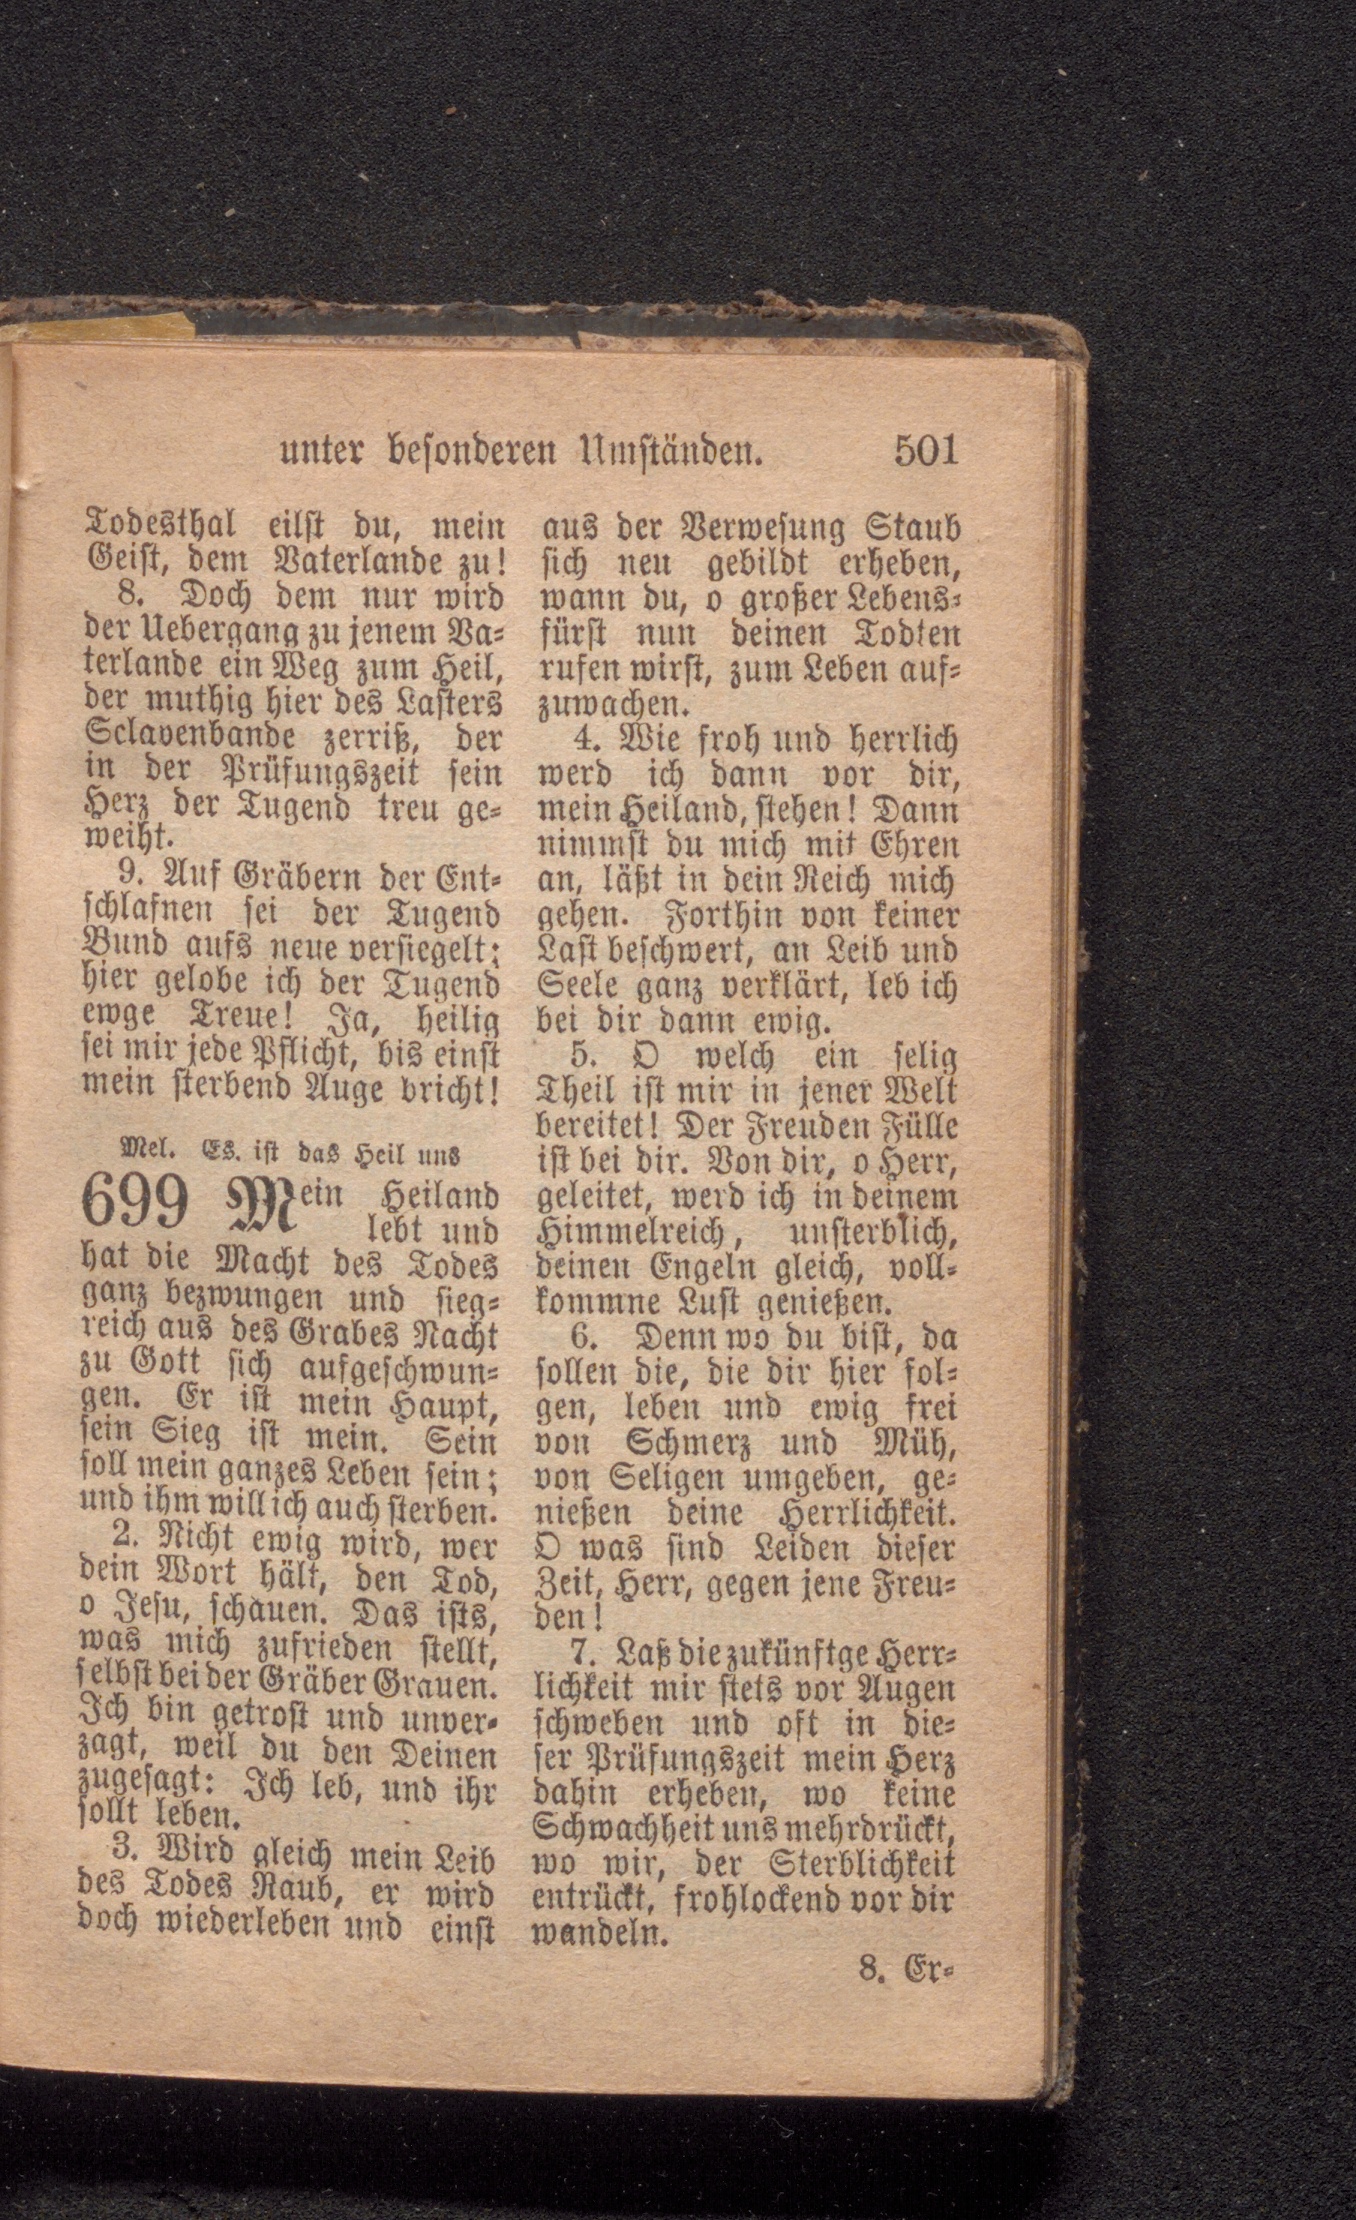 unter besonderen Umständen. 501
Todesthal eilst du, mein
Geist, dem Vaterlande zu!
8. Doch dem nur wird
der Uebergang zu jenem Va-
terlande ein Weg zum Heil,
der muthig hier des Lasters
Sclavenbande zerriß, der
in der Prüfungszeit sein
Herz der Tugend treu ge-
weiht.
9. Auf Gräbern der Ent-
schlafnen sei der Tugend
Bund aufs neue versiegelt;
hier gelobe ich der Tugend
ewge Treue! Ja, heilig
sei mir jede Pflicht, bis einst
mein sterbend Auge bricht!
Mel. Es. ist das Heil uns
699 Mein Heiland
lebt und
hat die Macht des Todes
ganz bezwungen und sieg-
reich aus des Grabes Nacht
zu Gott sich aufgeschwun-
gen. Er ist mein Haupt,
sein Sieg ist mein. Sein
soll mein ganzes Leben sein;
und ihm will ich auch sterben.
2. Nicht ewig wird, wer
dein Wort hält, den Tod,
o Jesu, schauen. Das ists,
was mich zufrieden stellt,
selbst bei der Gräber Grauen.
Ich bin getrost und unver-
zagt, weil du den Deinen
zugesagt: Ich leb, und ihr
sollt leben.
3. Wird gleich mein Leib
des Todes Raub, er wird
doch wiederleben und einst
aus der Verwesung Staub
sich neu gebildt erheben,
wann du, o großer Lebens-
fürst nun deinen Todten
rufen wirst, zum Leben auf-
zuwachen.
4. Wie froh und herrlich
werd ich dann vor dir,
mein Heiland, stehen! Dann
nimmst du mich mit Ehren
an, läßt in dein Reich mich
gehen. Forthin von keiner
Last beschwert, an Leib und
Seele ganz verklärt, leb ich
bei dir dann ewig.
5. O welch ein selig
Theil ist mir in jener Welt
bereitet! Der Freuden Fülle
ist bei dir. Von dir, o Herr,
geleitet, werd ich in deinem
Himmelreich, unsterblich,
deinen Engeln gleich, voll-
kommne Lust genießen.
6. Denn wo du bist, da
sollen die, die dir hier fol-
gen, leben und ewig frei
von Schmerz und Müh,
von Seligen umgeben, ge-
nießen deine Herrlichkeit.
O was sind Leiden dieser
Zeit, Herr, gegen jene Freu-
den!
7. Laß die zukünftge Herr-
lichkeit mir stets vor Augen
schweben und oft in die-
ser Prüfungszeit mein Herz
dahin erheben, wo keine
Schwachheit uns mehr drückt,
wo wir, der Sterblichkeit
entrückt, frohlockend vor dir
wandeln.
8. Er-